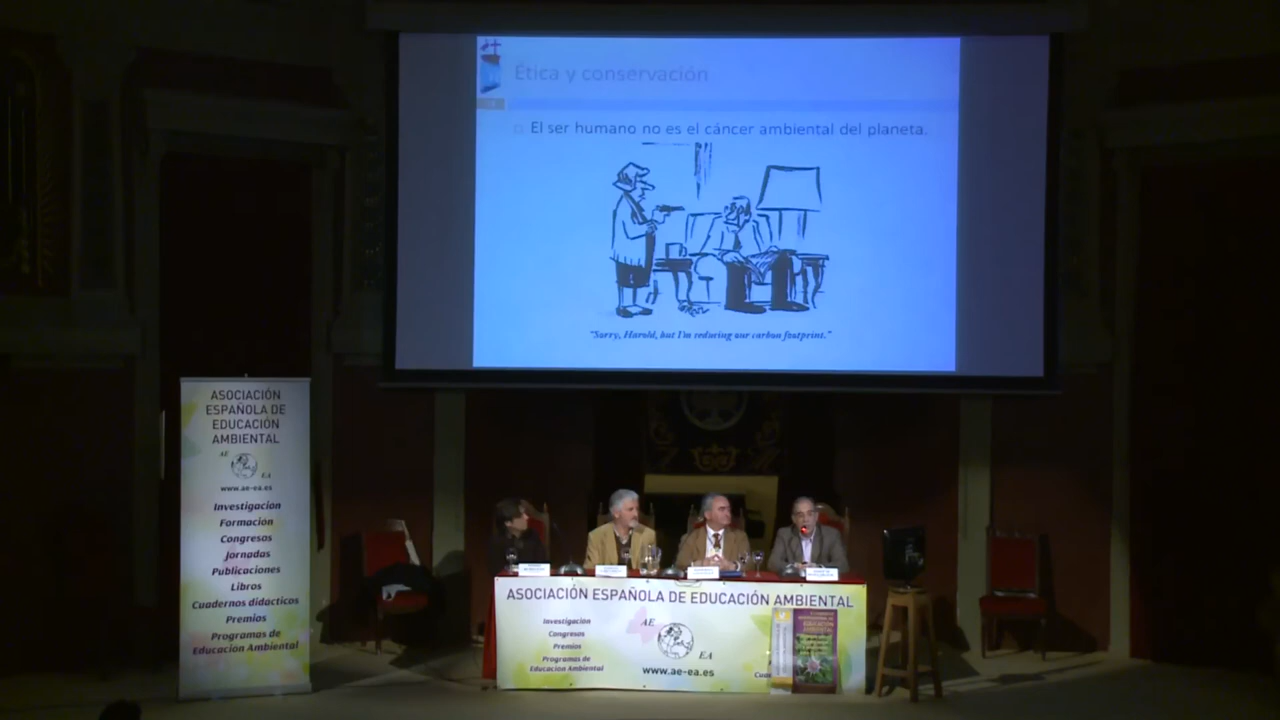 Ética y conservación
El ser humano no es el cáncer ambiental del planeta.
"Sorry, Harold, but I'm reducing our carbon footprint."
ASOCIACIÓN
ESPAÑOLA DE
EDUCACIÓN
AMBIENTAL
AE
EA
www.ae-ea.es
Investigación
Formación
Congresos
Jornadas
Publicaciones
Libros
Cuadernos didácticos
Premios
Programas de
Educación Ambiental
ASOCIACIÓN ESPAÑOLA DE EDUCACIÓN AMBIENTAL
Investigación
Congresos
Premios
Programas de
Educación Ambiental
AE
EA
www.ae-ea.es
EDUCACIÓN
AMBIENTAL